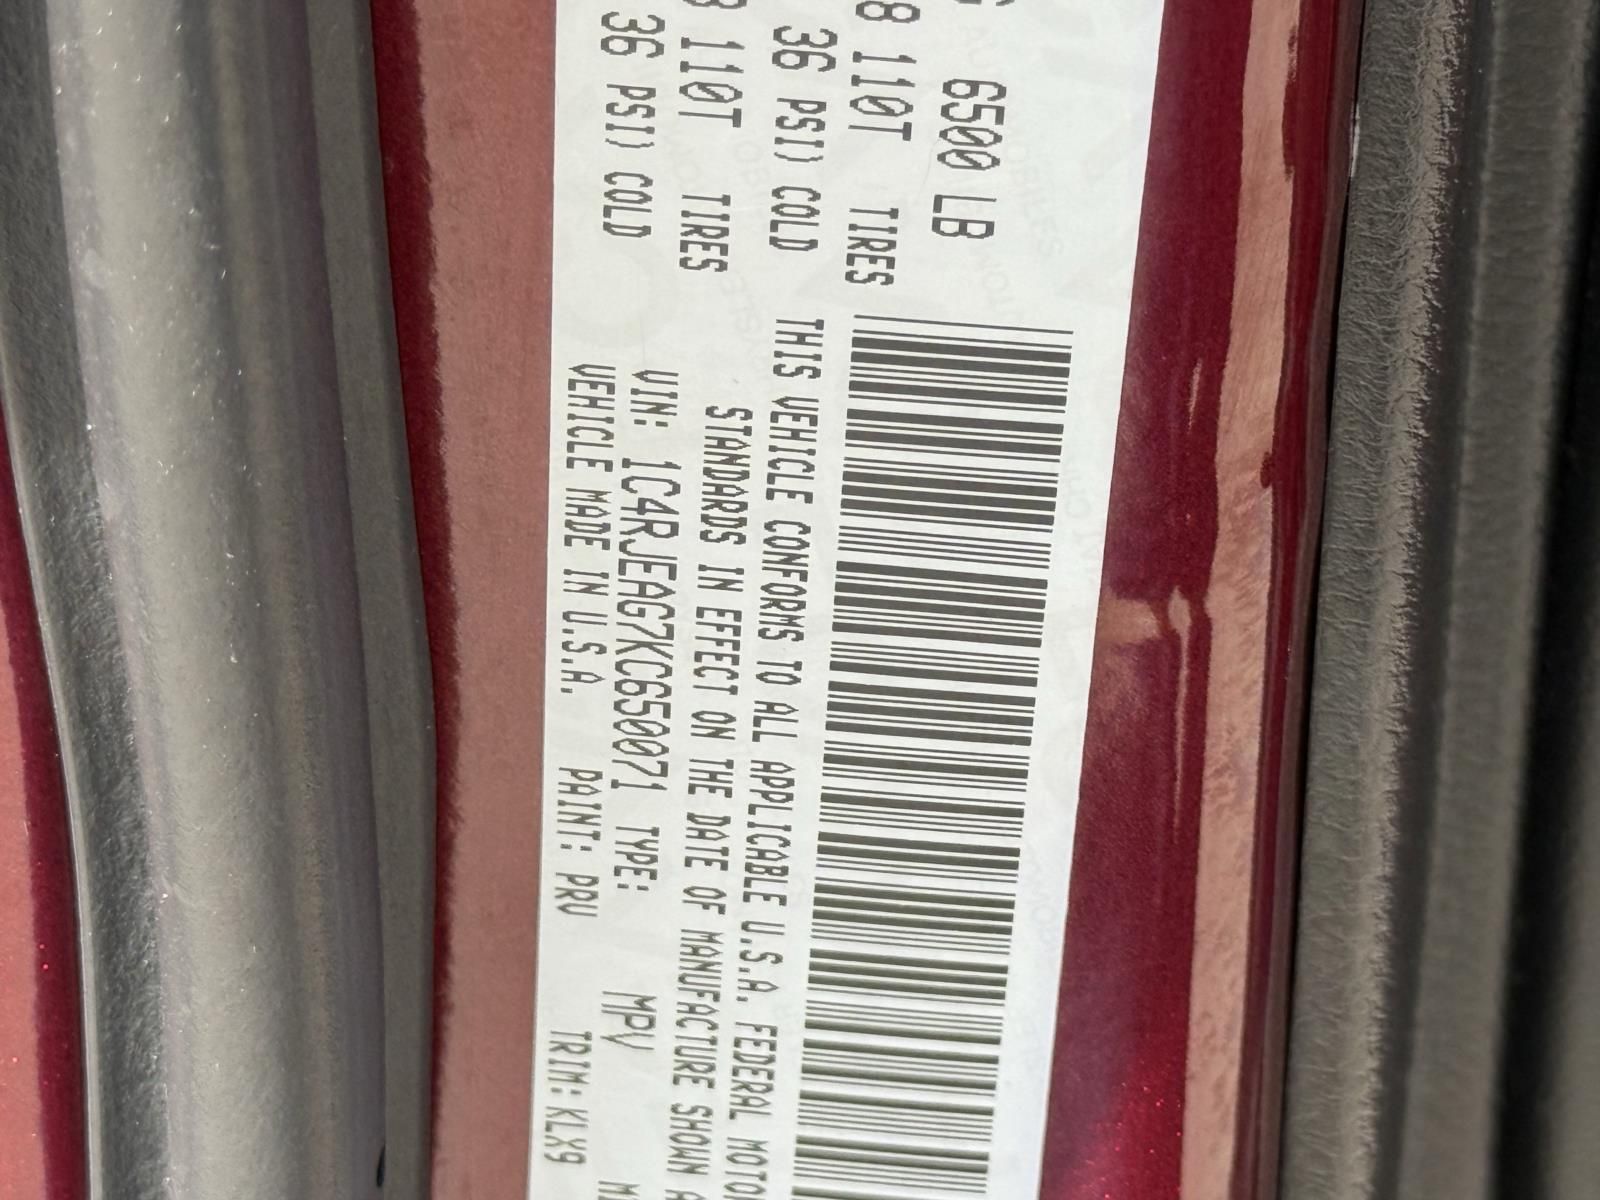 6500 LB
8 110T TIRES
36 PSI) COLD
8 110T TIRES
36 PSI) COLD
THIS VEHICLE CONFORMS TO ALL APPLICABLE U.S.A. FEDERAL MOTO
STANDARDS IN EFFECT ON THE DATE OF MANUFACTURE SHOWN A
VIN: 1C4RJEAG7KC650071 TYPE: MPV
VEHICLE MADE IN U.S.A. PAINT: PRV TRIM: KLX9